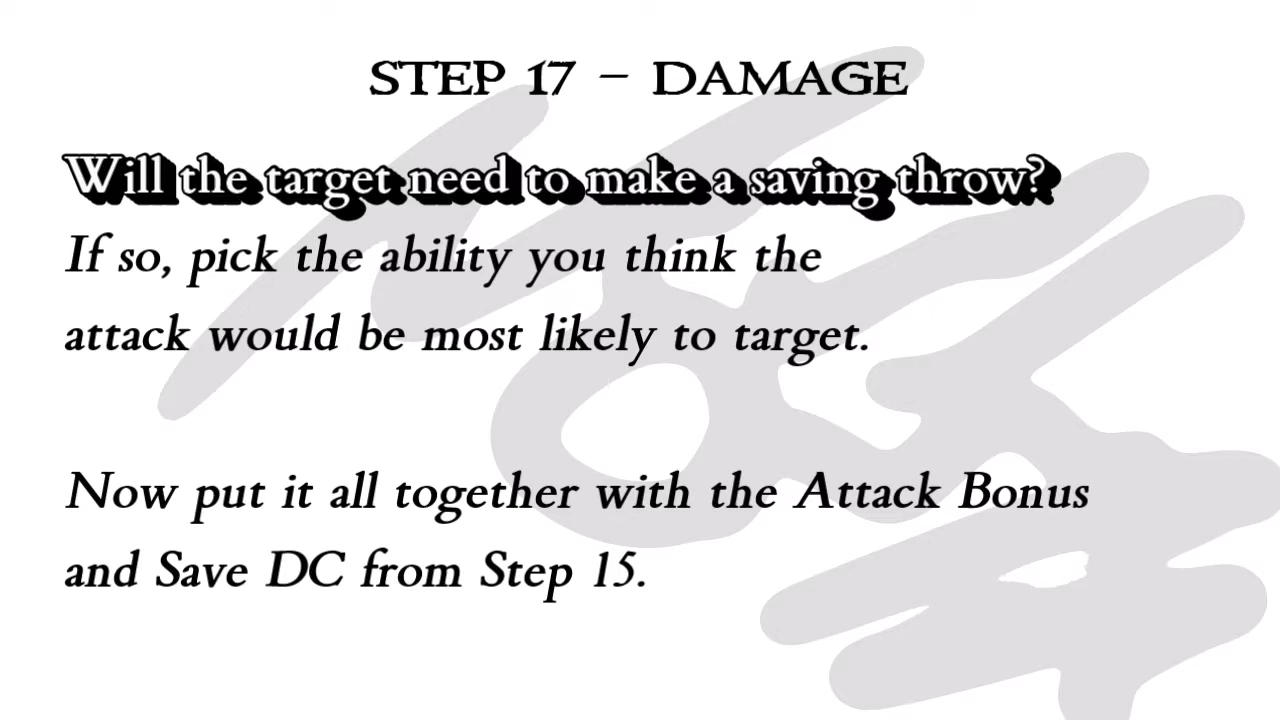 STEP 17 – DAMAGE
Will the target need to make a saving throw?
If so, pick the ability you think the
attack would be most likely to target.
Now put it all together with the Attack Bonus
and Save DC from Step 15.